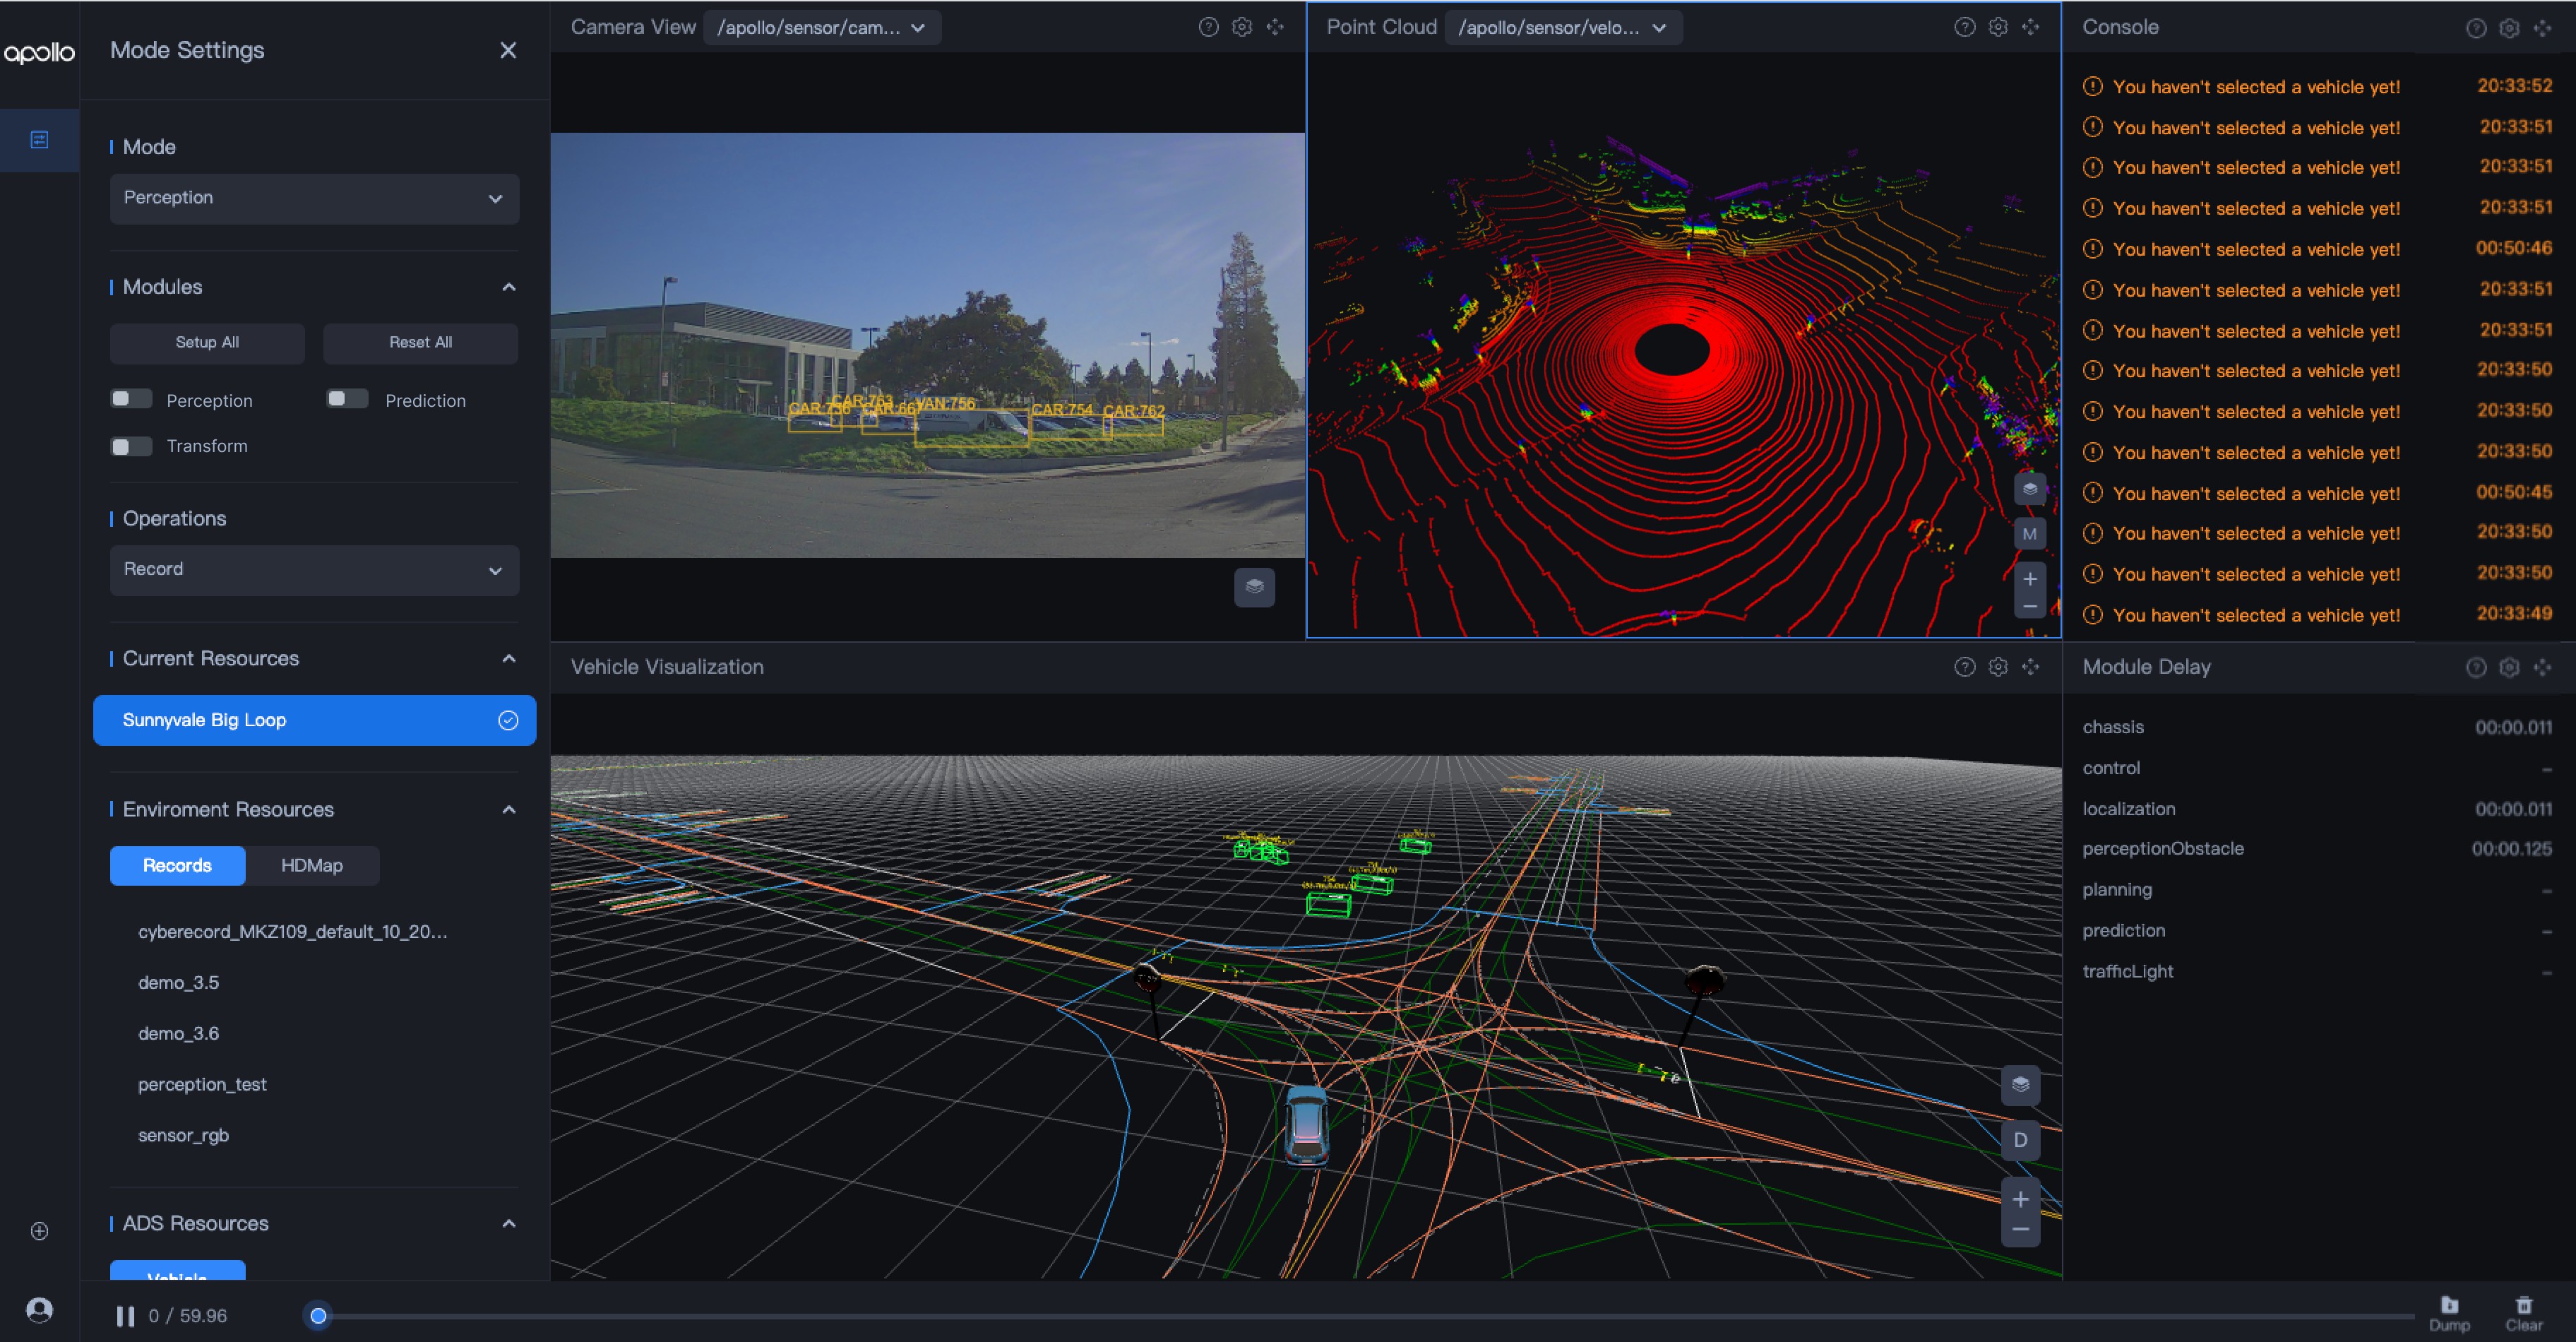 apollo
Mode Settings
Mode
Perception
Modules
Setup All
Reset All
Perception
Prediction
Transform
Operations
Record
Current Resources
Sunnyvale Big Loop
Enviroment Resources
Records
HDMap
cyberecord_MKZ109_default_10_20...
demo_3.5
demo_3.6
perception_test
sensor_rgb
ADS Resources
Vehicle
Camera View
/apollo/sensor/cam...
CAR:763
CAR:667
VAN:756
CAR:754
CAR:762
Point Cloud
/apollo/sensor/velo...
M
+
−
Console
You haven't selected a vehicle yet! 20:33:52
You haven't selected a vehicle yet! 20:33:51
You haven't selected a vehicle yet! 20:33:51
You haven't selected a vehicle yet! 20:33:51
You haven't selected a vehicle yet! 00:50:46
You haven't selected a vehicle yet! 20:33:51
You haven't selected a vehicle yet! 20:33:51
You haven't selected a vehicle yet! 20:33:50
You haven't selected a vehicle yet! 20:33:50
You haven't selected a vehicle yet! 20:33:50
You haven't selected a vehicle yet! 00:50:45
You haven't selected a vehicle yet! 20:33:50
You haven't selected a vehicle yet! 20:33:50
You haven't selected a vehicle yet! 20:33:49
Vehicle Visualization
D
+
−
Module Delay
chassis 00:00.011
control -
localization 00:00.011
perceptionObstacle 00:00.125
planning -
prediction -
trafficLight -
0 / 59.96
Dump
Clear